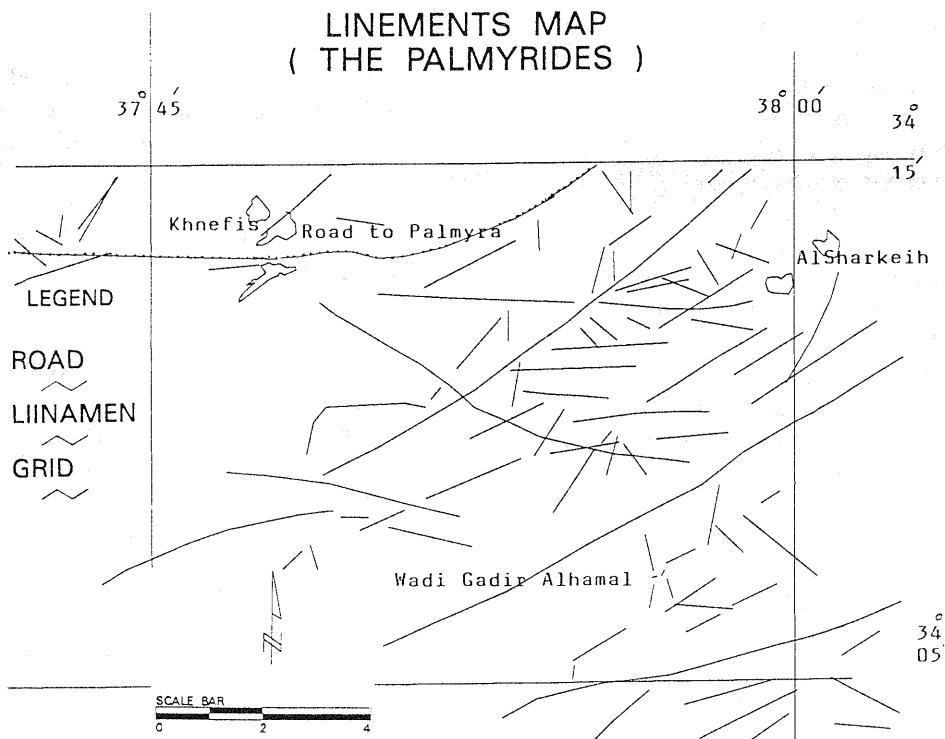 LINEMENTS MAP
( THE PALMYRIDES )
37° 45′
38° 00′
34°
15′
Khnefis
Road to Palmyra
AlSharkeih
LEGEND
ROAD
LIINAMEN
GRID
Wadi Gadir Alhamal
34°
05′
N
SCALE BAR
0 2 4